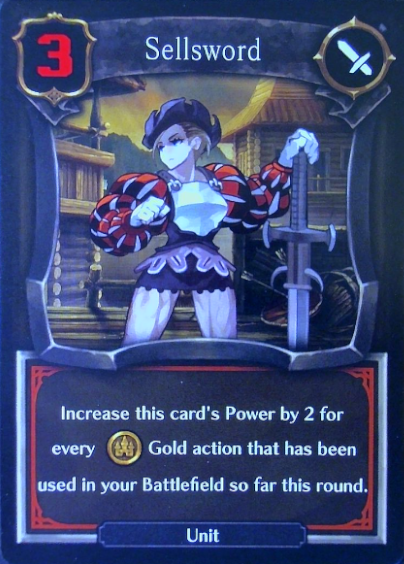 3
Sellsword
Increase this card's Power by 2 for
every Gold action that has been
used in your Battlefield so far this round.
Unit